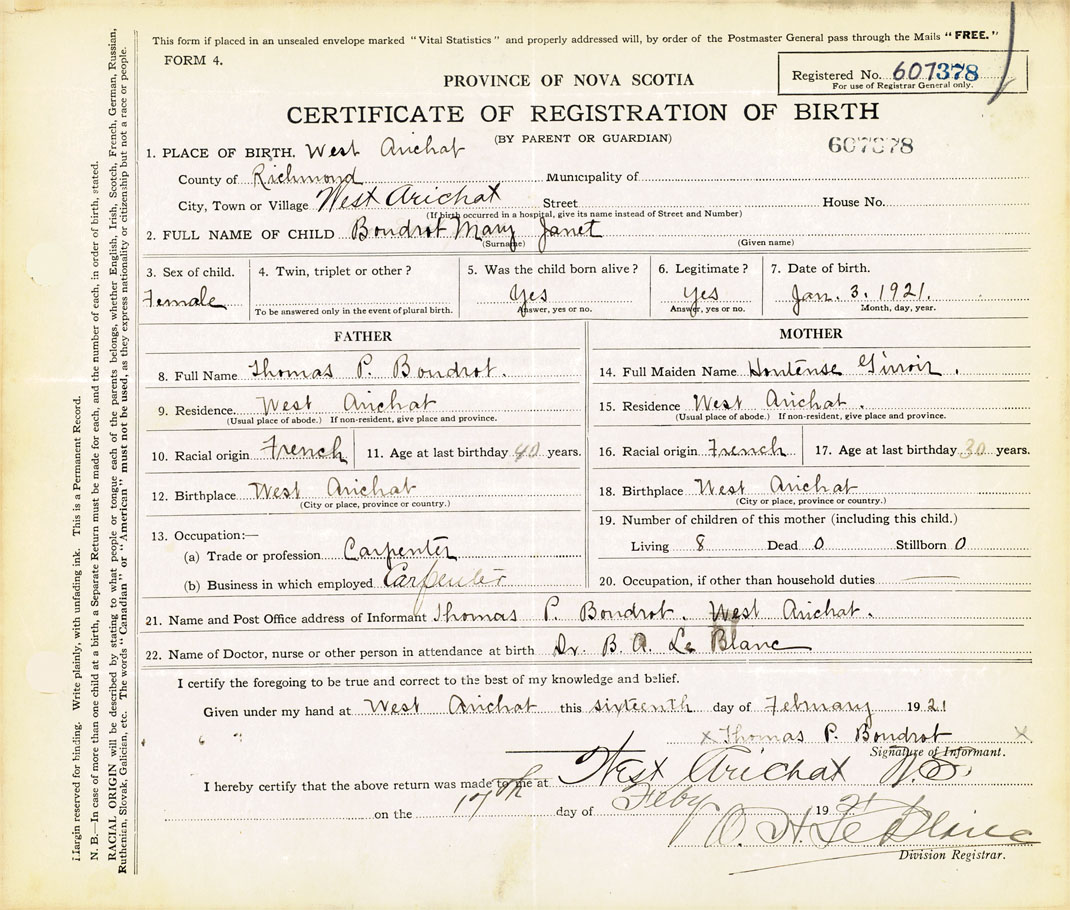 This form if placed in an unsealed envelope marked "Vital Statistics" and properly addressed will, by order of the Postmaster General pass through the Mails "FREE."
FORM 4.
PROVINCE OF NOVA SCOTIA
Registered No. 607378
For use of Registrar General only.
CERTIFICATE OF REGISTRATION OF BIRTH
(BY PARENT OR GUARDIAN)
607378
1. PLACE OF BIRTH, West Arichat
County of Richmond Municipality of
City, Town or Village West Arichat Street House No.
(If birth occurred in a hospital, give its name instead of Street and Number)
2. FULL NAME OF CHILD Boudrot Mary Janet
(Surname) (Given name)
3. Sex of child. 4. Twin, triplet or other? 5. Was the child born alive? 6. Legitimate? 7. Date of birth.
Female Yes Yes Jan. 3. 1921.
To be answered only in the event of plural birth. Answer, yes or no. Answer, yes or no. Month, day, year.
FATHER MOTHER
8. Full Name Thomas P. Boudrot. 14. Full Maiden Name Hortense Girroir.
9. Residence. West Arichat 15. Residence West Arichat.
(Usual place of abode.) If non-resident, give place and province. (Usual place of abode.) If non-resident, give place and province.
10. Racial origin French 11. Age at last birthday 40 years. 16. Racial origin French 17. Age at last birthday 30 years.
12. Birthplace West Arichat 18. Birthplace West Arichat
(City or place, province or country.) (City or place, province or country.)
13. Occupation:— 19. Number of children of this mother (including this child.)
(a) Trade or profession Carpenter Living 8 Dead 0 Stillborn 0
(b) Business in which employed Carpenter 20. Occupation, if other than household duties
21. Name and Post Office address of Informant Thomas P. Boudrot. West Arichat.
22. Name of Doctor, nurse or other person in attendance at birth Dr. B. A. Le Blanc
I certify the foregoing to be true and correct to the best of my knowledge and belief.
Given under my hand at West Arichat this sixteenth day of February 1921
x Thomas P. Boudrot x
Signature of Informant.
I hereby certify that the above return was made to me at West Arichat N.S.
on the 17th day of Feby 1921
O. H. Le Blanc
Division Registrar.
Margin reserved for binding. Write plainly, with unfading ink. This is a Permanent Record.
N. B.—In case of more than one child at a birth, a Separate Return must be made for each, and the number of each, in order of birth, stated.
RACIAL ORIGIN will be described by stating to what people or tongue each of the parents belongs, whether English, Irish, Scotch, French, German, Russian,
Ruthenian, Slovak, Galician, etc. The words "Canadian" or "American" must not be used, as they express nationality or citizenship but not a race or people.